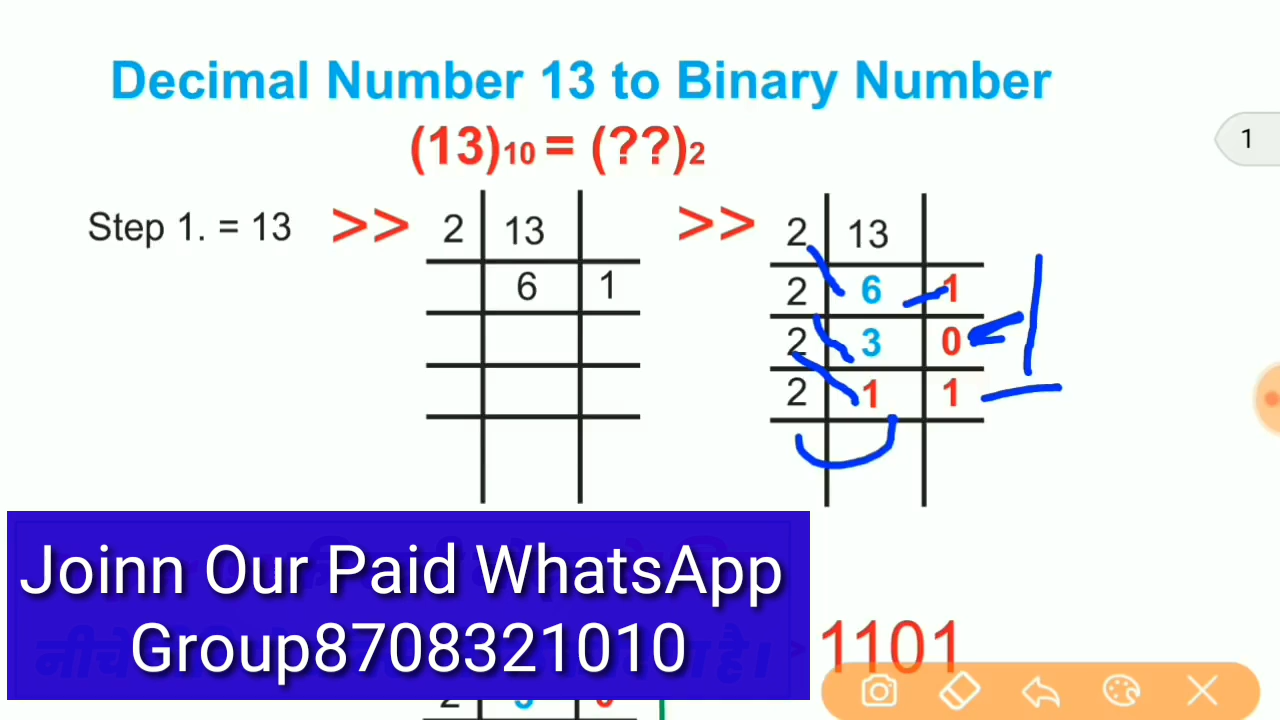 Decimal Number 13 to Binary Number
(13)10 = (??)2
Step 1. = 13 >> 2 13 >> 2 13
6 1 2 6 1
2 3 0
2 1 1
1
Joinn Our Paid WhatsApp
Group8708321010
1101